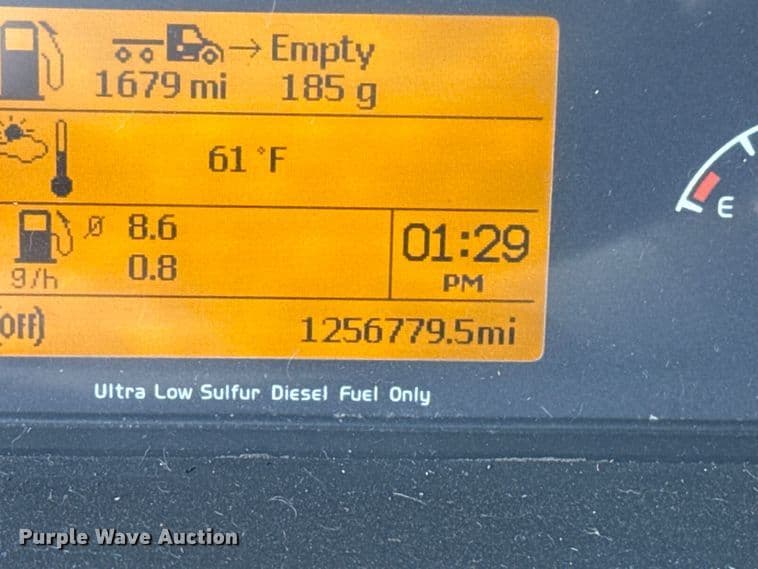 → Empty
1679 mi 185 g
61 °F
Ø 8.6
g/h 0.8
01:29
PM
(OFF) 1256779.5mi
E
Ultra Low Sulfur Diesel Fuel Only
Purple Wave Auction